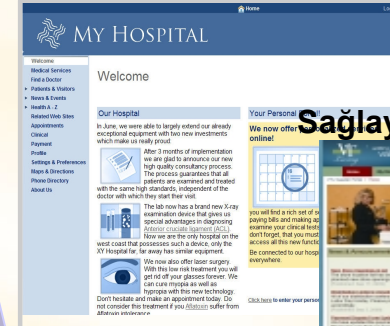 Home
Lo
MY HOSPITAL
Welcome
Medical Services
Find a Doctor
Patients & Visitors
News & Events
Health A - Z
Related Web Sites
Appointments
Clinical
Payment
Profile
Settings & Preferences
Maps & Directions
Phone Directory
About Us
Welcome
Our Hospital
In June, we were able to largely extend our already
exceptional equipment with two new investments
which make us really proud:
After 3 months of implementation
we are glad to announce our new
high quality consultancy process.
The process guarantees that all
patients are examined and treated
with the same high standards, independent of the
doctor with which they start their visit.
The lab now has a brand new X-ray
examination device that gives us
special advantages in diagnosing
Anterior cruciate ligament (ACL).
Now we are the only hospital on the
west coast that possesses such a device, only the
XY Hospital far, far away has similar equipment.
We now also offer laser surgery.
With this low risk treatment you will
get rid off your glasses forever. We
can cure myopia as well as
hypropia with this new technology.
Don't hesitate and make an appointment today. Do
not consider this treatment if you Aflatoxin suffer from
Aflatoxin intolerance
Your Personal
Sağlay
We now offer
online!
you will find a rich set of s
paying bills and making ap
examine your clinical tests
don't forget, that you must
access all this new function
Be connected to our hosp
everywhere.
Click here to enter your person